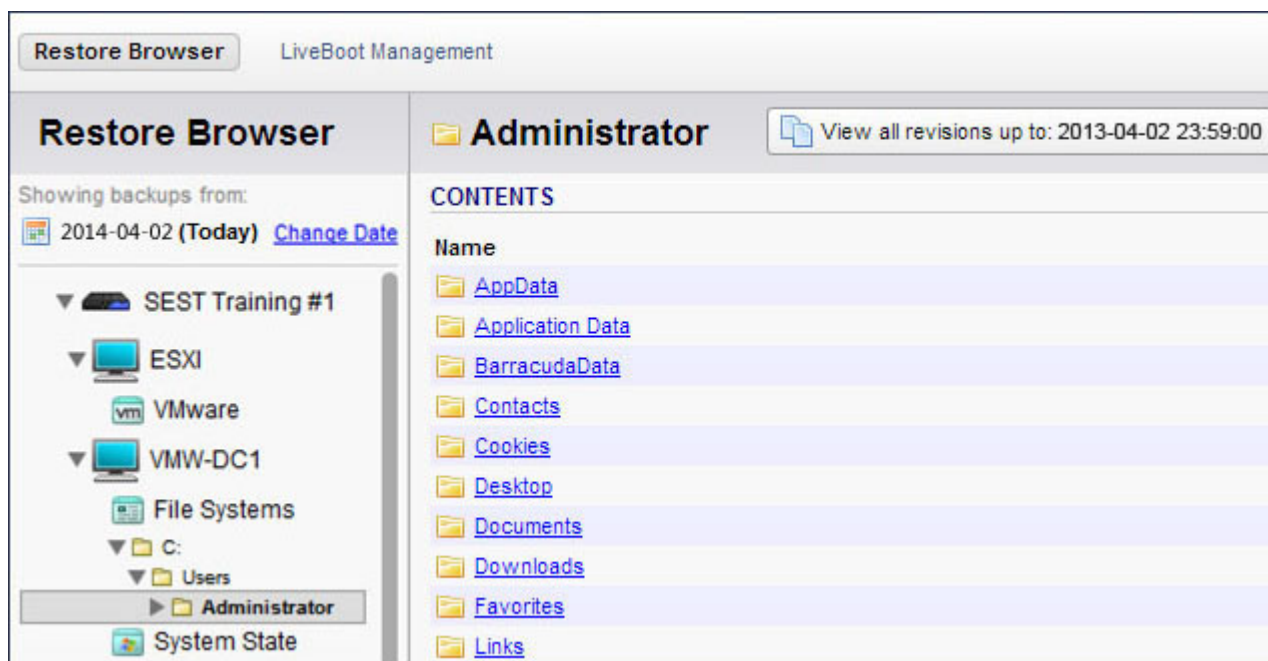 Restore Browser LiveBoot Management
Restore Browser
Showing backups from:
2014-04-02 (Today) Change Date
SEST Training #1
ESXI
vm VMware
VMW-DC1
File Systems
C:
Users
Administrator
System State
Administrator View all revisions up to: 2013-04-02 23:59:00
CONTENTS
Name
AppData
Application Data
BarracudaData
Contacts
Cookies
Desktop
Documents
Downloads
Favorites
Links